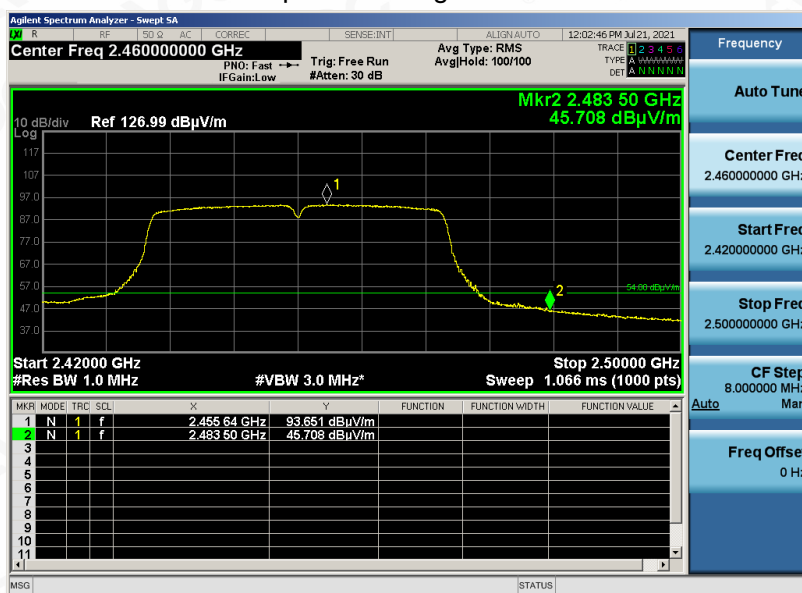 Agilent Spectrum Analyzer - Swept SA
LXI R RF 50 Ω AC CORREC SENSE:INT ALIGN AUTO 12:02:46 PM Jul 21, 2021
Center Freq 2.460000000 GHz
PNO: Fast
IFGain:Low
Trig: Free Run
#Atten: 30 dB
Avg Type: RMS
Avg|Hold: 100/100
TRACE 1 2 3 4 5 6
TYPE A WWWWW
DET A N N N N N
Mkr2 2.483 50 GHz
45.708 dBµV/m
10 dB/div Ref 126.99 dBµV/m
Log
117
107
97.0
87.0
77.0
67.0
57.0
47.0
37.0
1
2
54.00 dBµV/m
Start 2.42000 GHz Stop 2.50000 GHz
#Res BW 1.0 MHz #VBW 3.0 MHz* Sweep 1.066 ms (1000 pts)
MKR MODE TRC SCL X Y FUNCTION FUNCTION WIDTH FUNCTION VALUE
1 N 1 f 2.455 64 GHz 93.651 dBµV/m
2 N 1 f 2.483 50 GHz 45.708 dBµV/m
3
4
5
6
7
8
9
10
11
MSG STATUS
Frequency
Auto Tune
Center Freq
2.460000000 GHz
Start Freq
2.420000000 GHz
Stop Freq
2.500000000 GHz
CF Step
8.000000 MHz
Auto Man
Freq Offset
0 Hz